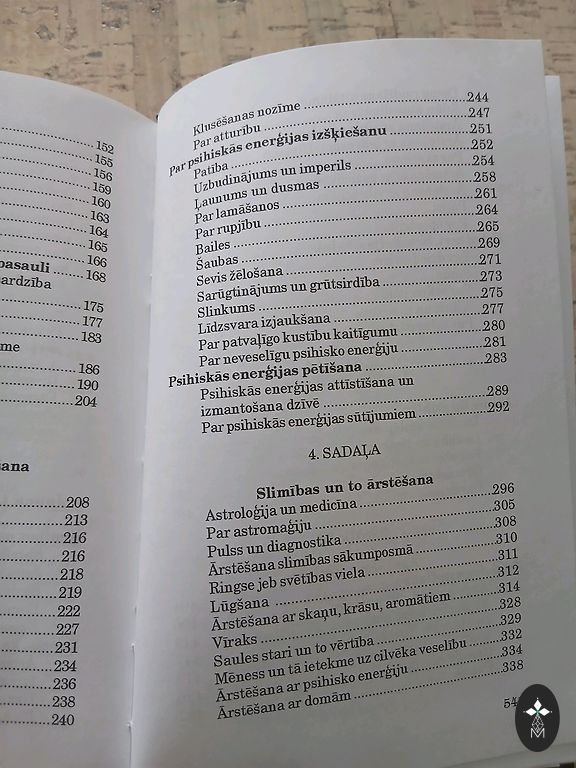 152
155
156
159
160
163
164
165
166
pasauli 168
ardzība
175
177
183
me
186
190
204
ana
208
213
216
216
218
219
222
227
231
234
236
238
240
Klusēšanas nozīme 244
Par atturību 247
Par psihiskās enerģijas izšķiešanu 251
Patība 252
Uzbudinājums un imperils 254
Ļaunums un dusmas 258
Par lamāšanos 261
Par rupjību 264
Bailes 265
Šaubas 269
Sevis žēlošana 271
Sarūgtinājums un grūtsirdība 273
Slinkums 275
Līdzsvara izjaukšana 277
Par patvaļīgo kustību kaitīgumu 280
Par neveselīgu psihisko enerģiju 281
Psihiskās enerģijas pētīšana 283
Psihiskās enerģijas attīstīšana un
izmantošana dzīvē 289
Par psihiskās enerģijas sūtījumiem 292
4. SADAĻA
Slimības un to ārstēšana
Astroloģija un medicīna 296
Par astromaģiju 305
Pulss un diagnostika 308
Ārstēšana slimības sākumposmā 310
Ringse jeb svētības viela 311
Lūgšana 312
Ārstēšana ar skaņu, krāsu, aromātiem 314
Vīraks 328
Saules stari un to vērtība 329
Mēness un tā ietekme uz cilvēka veselību 332
Ārstēšana ar psihisko enerģiju 334
Ārstēšana ar domām 338
54
M